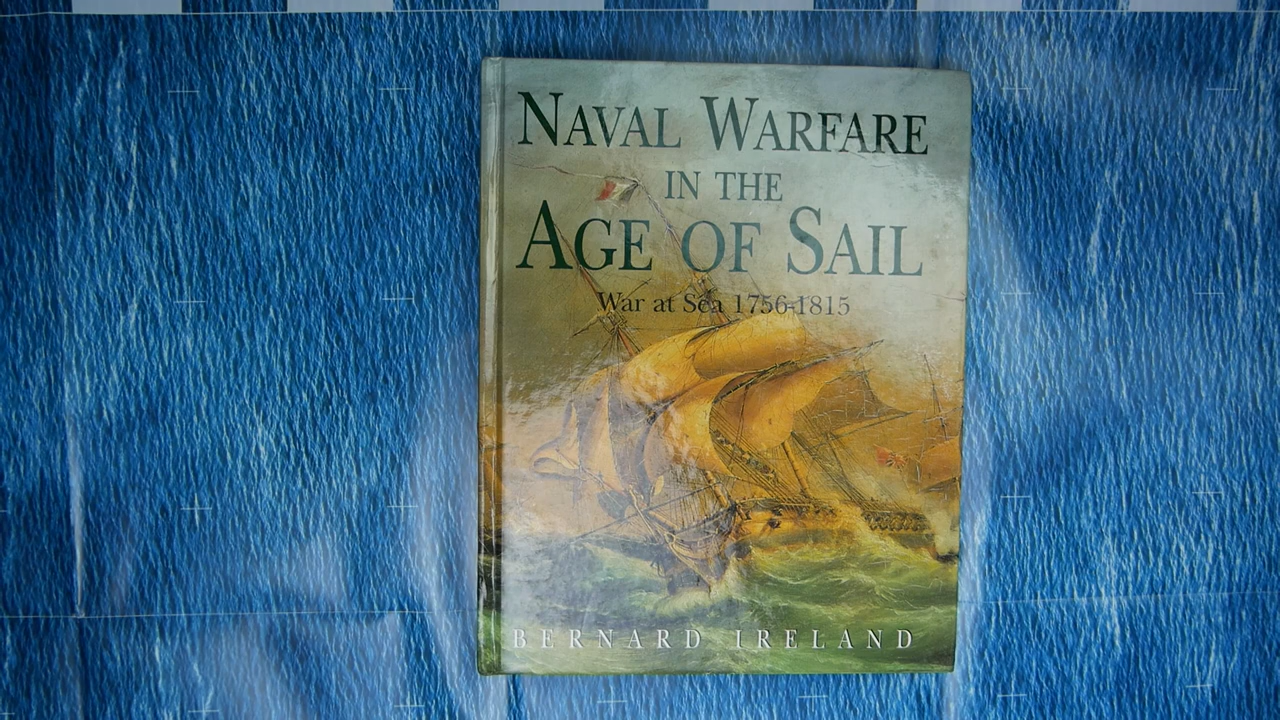 NAVAL WARFARE
IN THE
AGE OF SAIL
War at Sea 1756-1815
BERNARD IRELAND